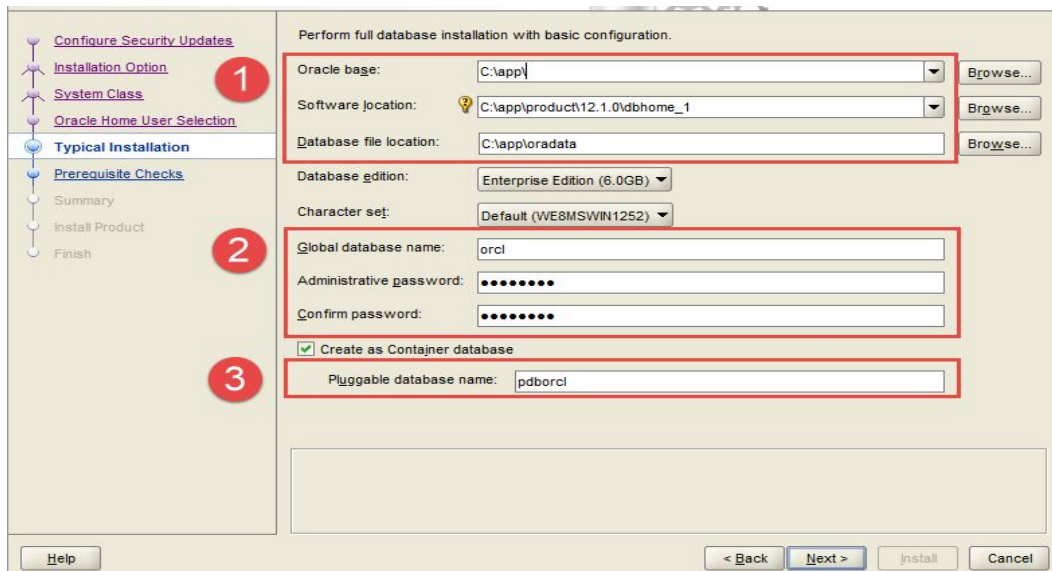 Configure Security Updates
Installation Option
System Class
Oracle Home User Selection
Typical Installation
Prerequisite Checks
Summary
Install Product
Finish
Perform full database installation with basic configuration.
1
Oracle base: C:\app\ Browse...
Software location: C:\app\product\12.1.0\dbhome_1 Browse...
Database file location: C:\app\oradata Browse...
Database edition: Enterprise Edition (6.0GB)
Character set: Default (WE8MSWIN1252)
2
Global database name: orcl
Administrative password: ●●●●●●●●
Confirm password: ●●●●●●●●
Create as Container database
3
Pluggable database name: pdborcl
Help < Back Next > Install Cancel